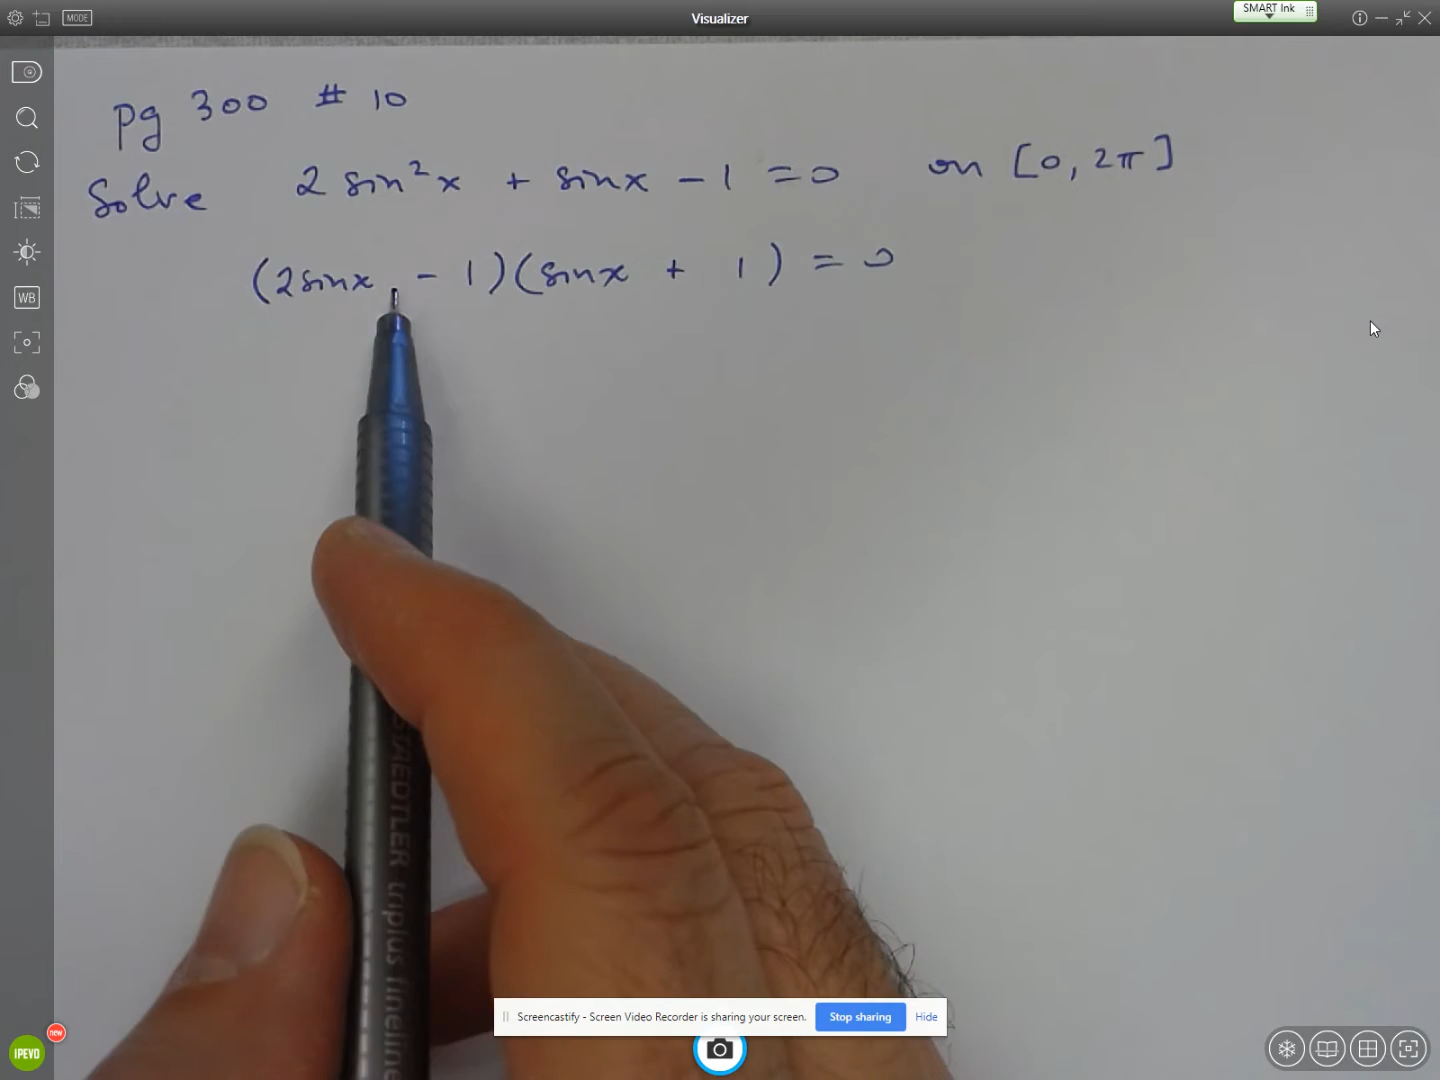 Visualizer
SMART Ink
MODE
Pg 300 # 10
Solve 2 sin²x + sinx - 1 = 0 on [0, 2π]
(2sinx - 1)(sinx + 1) = 0
WB
STAEDTLER triplus fineline
Screencastify - Screen Video Recorder is sharing your screen. Stop sharing Hide
new
IPEVO